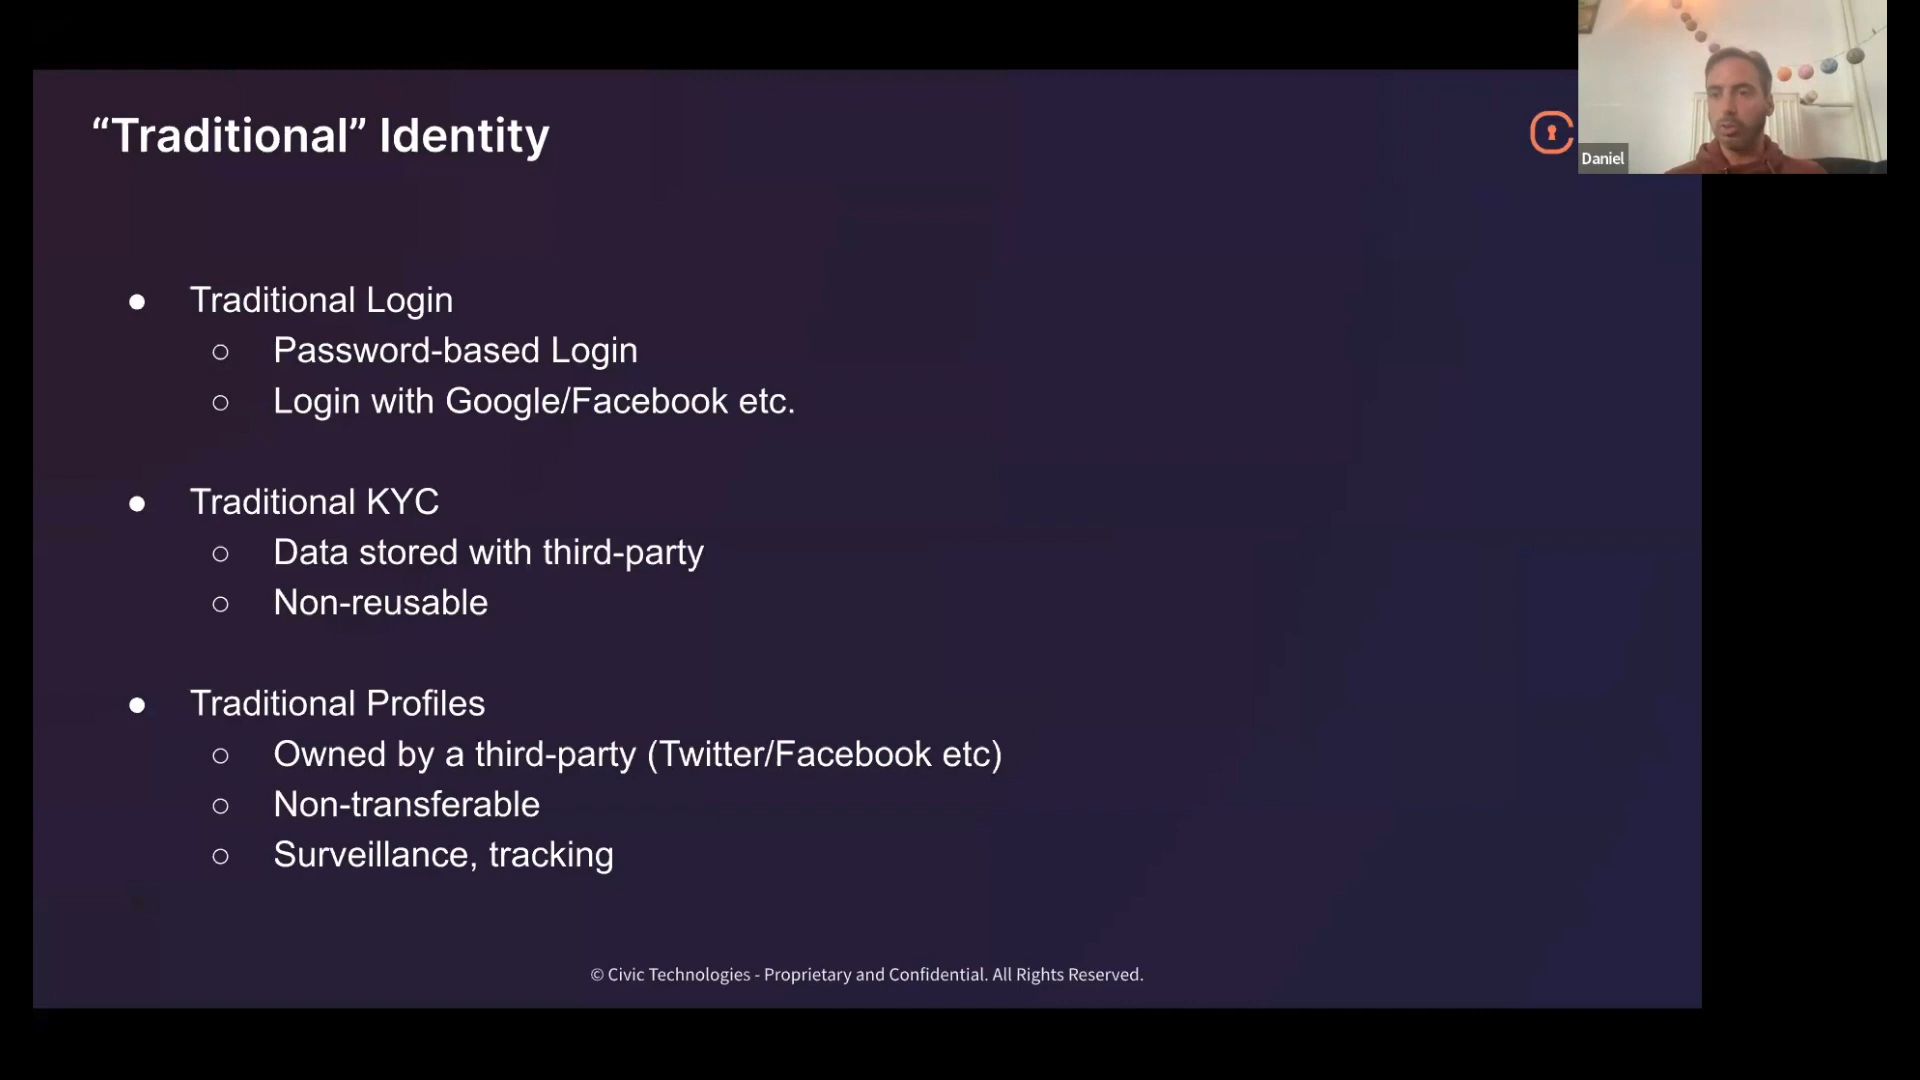 “Traditional” Identity
Daniel
● Traditional Login
○ Password-based Login
○ Login with Google/Facebook etc.
● Traditional KYC
○ Data stored with third-party
○ Non-reusable
● Traditional Profiles
○ Owned by a third-party (Twitter/Facebook etc)
○ Non-transferable
○ Surveillance, tracking
© Civic Technologies - Proprietary and Confidential. All Rights Reserved.